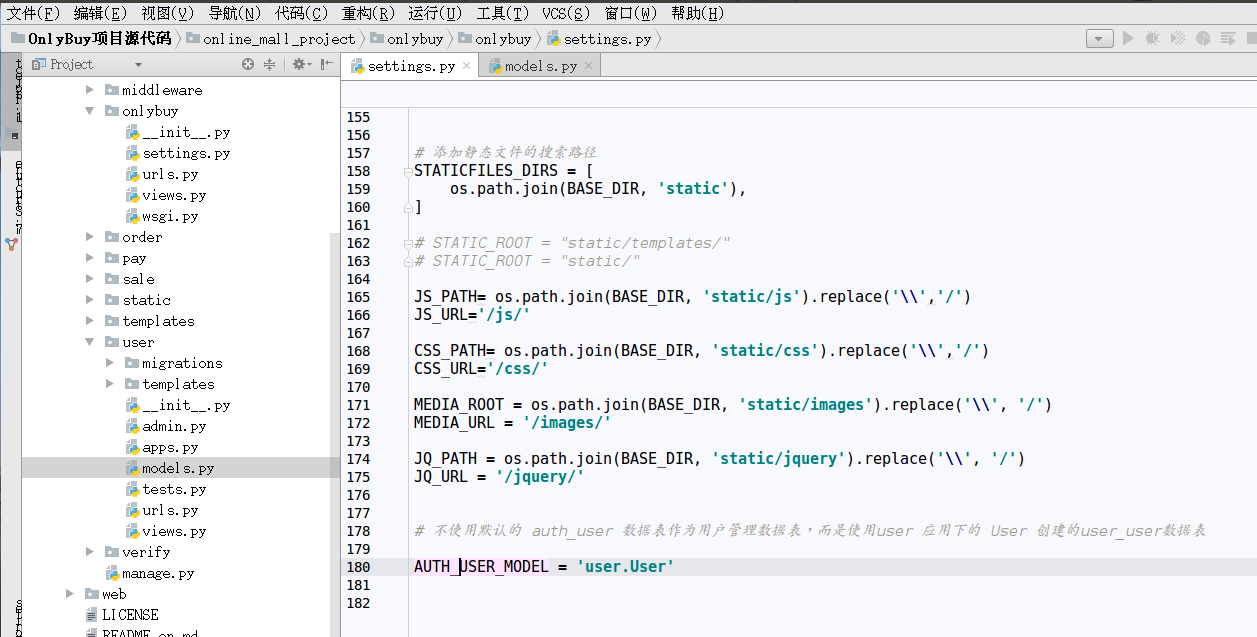 文件(F) 编辑(E) 视图(V) 导航(N) 代码(C) 重构(R) 运行(U) 工具(T) VCS(S) 窗口(W) 帮助(H)
OnlyBuy项目源代码 online_mall_project onlybuy onlybuy settings.py
Project
settings.py models.py
middleware
onlybuy
__init__.py
settings.py
urls.py
views.py
wsgi.py
order
pay
sale
static
templates
user
migrations
templates
__init__.py
admin.py
apps.py
models.py
tests.py
urls.py
views.py
verify
manage.py
web
LICENSE
README.en.md
155
156
157 # 添加静态文件的搜索路径
158 STATICFILES_DIRS = [
159     os.path.join(BASE_DIR, 'static'),
160 ]
161
162 # STATIC_ROOT = "static/templates/"
163 # STATIC_ROOT = "static/"
164
165 JS_PATH= os.path.join(BASE_DIR, 'static/js').replace('\\','/')
166 JS_URL='/js/'
167
168 CSS_PATH= os.path.join(BASE_DIR, 'static/css').replace('\\','/')
169 CSS_URL='/css/'
170
171 MEDIA_ROOT = os.path.join(BASE_DIR, 'static/images').replace('\\', '/')
172 MEDIA_URL = '/images/'
173
174 JQ_PATH = os.path.join(BASE_DIR, 'static/jquery').replace('\\', '/')
175 JQ_URL = '/jquery/'
176
177
178 # 不使用默认的 auth_user 数据表作为用户管理数据表，而是使用user 应用下的 User 创建的user_user数据表
179
180 AUTH_USER_MODEL = 'user.User'
181
182